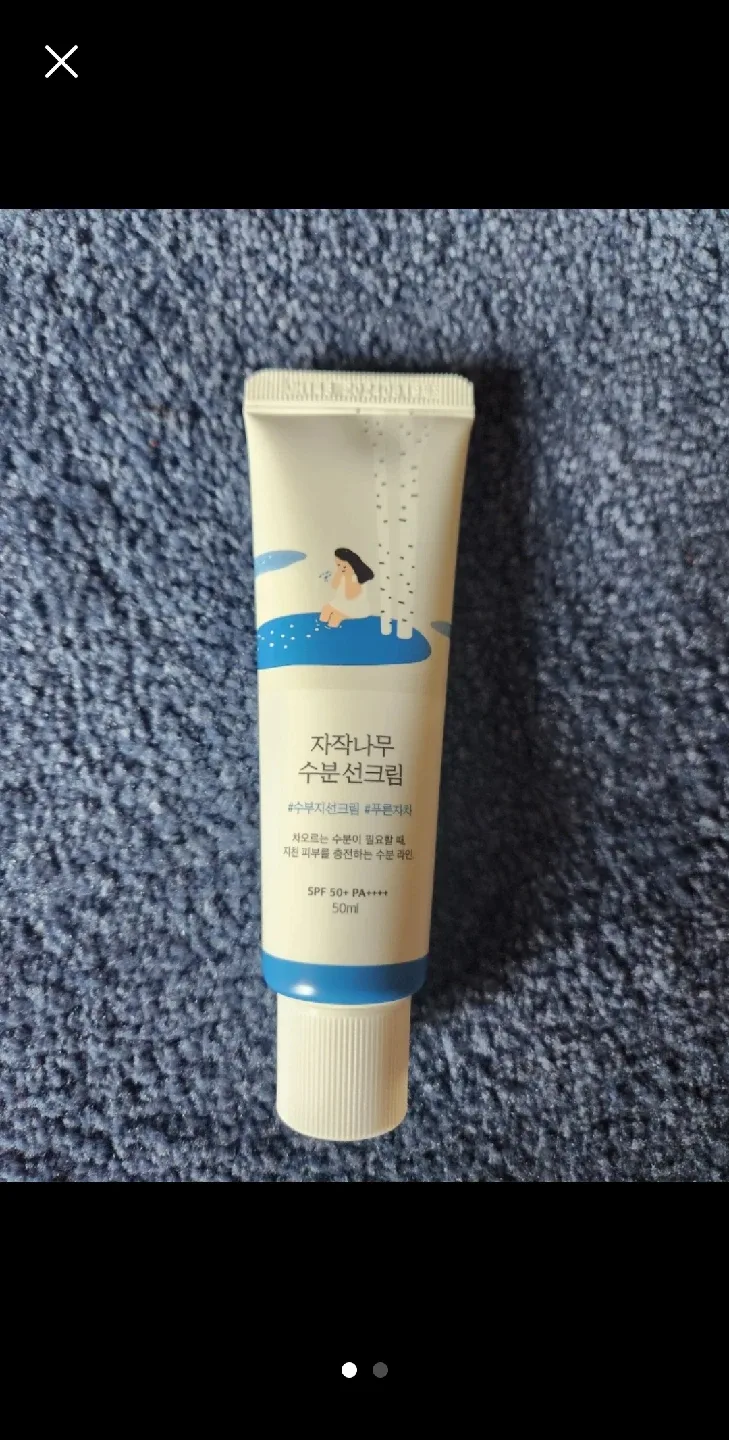 자작나무
수분 선크림
#수부지선크림 #푸른자차
차오르는 수분이 필요할 때,
지친 피부를 충전하는 수분 라인
SPF 50+ PA++++
50ml